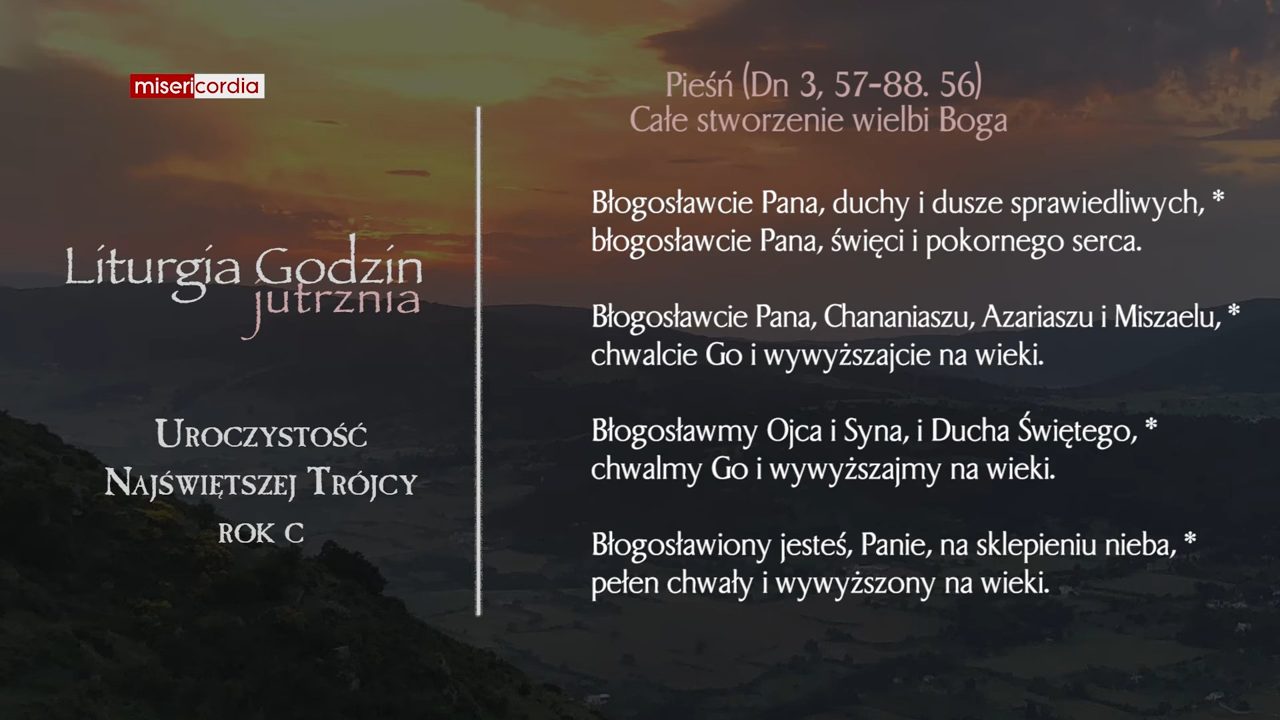 misericordia
Liturgia Godzin
jutrznia
Uroczystość
Najświętszej Trójcy
rok C
Pieśń (Dn 3, 57-88. 56)
Całe stworzenie wielbi Boga
Błogosławcie Pana, duchy i dusze sprawiedliwych, *
błogosławcie Pana, święci i pokornego serca.
Błogosławcie Pana, Chananiaszu, Azariaszu i Miszaelu, *
chwalcie Go i wywyższajcie na wieki.
Błogosławmy Ojca i Syna, i Ducha Świętego, *
chwalmy Go i wywyższajmy na wieki.
Błogosławiony jesteś, Panie, na sklepieniu nieba, *
pełen chwały i wywyższony na wieki.